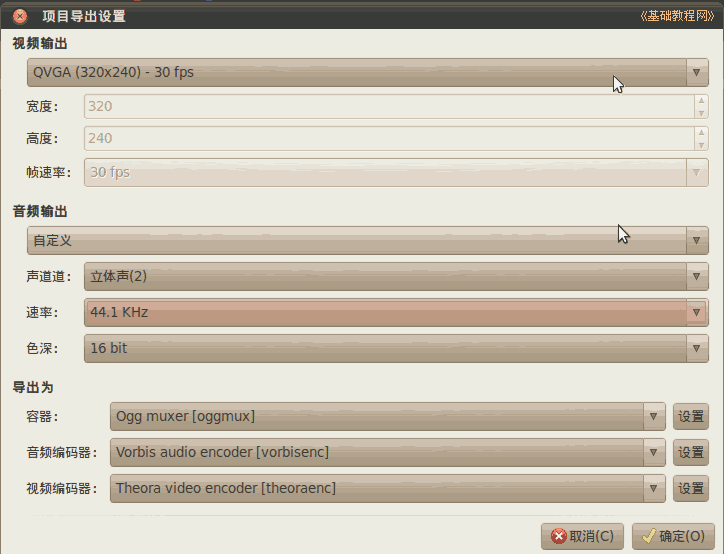 项目导出设置 《基础教程网》
视频输出
QVGA (320x240) - 30 fps
宽度: 320
高度: 240
帧速率: 30 fps
音频输出
自定义
声道道: 立体声(2)
速率: 44.1 KHz
色深: 16 bit
导出为
容器: Ogg muxer [oggmux] 设置
音频编码器: Vorbis audio encoder [vorbisenc] 设置
视频编码器: Theora video encoder [theoraenc] 设置
取消(C) 确定(O)